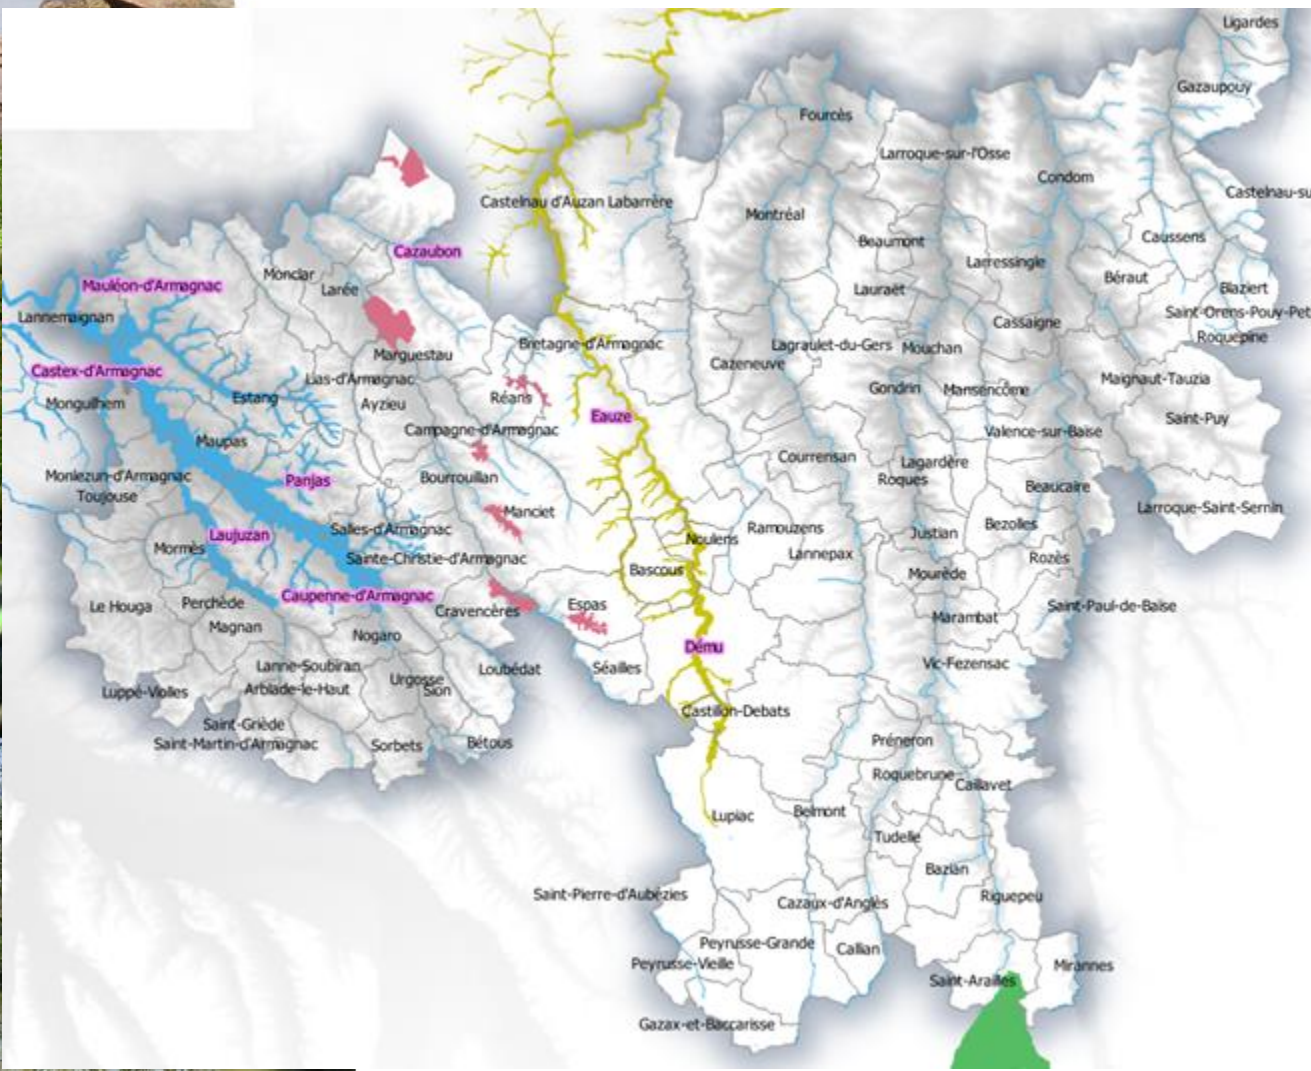 Ligardes
Gazaupouy
Fourcès
Larroque-sur-l'Osse
Condom
Castelnau-su
Castelnau d'Auzan Labarrère
Montréal
Caussens
Beaumont
Cazaubon
Larressingle
Monclar
Béraut
Mauléon-d'Armagnac
Larée
Lauraët
Blaziert
Lannemaignan
Saint-Orens-Pouy-Pet
Cassaigne
Roquepine
Bretagne-d'Armagnac
Lagraulet-du-Gers
Mouchan
Marguestau
Cazeneuve
Castex-d'Armagnac
Lias-d'Armagnac
Maignaut-Tauzia
Gondrin
Mansencôme
Réans
Estang
Monguilhem
Ayzieu
Eauze
Saint-Puy
Campagne-d'Armagnac
Valence-sur-Baïse
Maupas
Courrensan
Lagardère
Monlezun-d'Armagnac
Panjas
Bourrouillan
Roques
Beaucaire
Toujouse
Larroque-Saint-Sernin
Manciet
Bezolles
Salles-d'Armagnac
Ramouzens
Laujuzan
Justian
Noulens
Mormès
Lannepax
Sainte-Christie-d'Armagnac
Rozès
Bascous
Mourède
Caupenne-d'Armagnac
Le Houga
Perchède
Espas
Saint-Paul-de-Baïse
Cravencères
Marambat
Magnan
Nogaro
Dému
Lanne-Soubiran
Vic-Fezensac
Loubédat
Séailles
Urgosse
Luppé-Violles
Arblade-le-Haut
Sion
Castillon-Debats
Saint-Griède
Saint-Martin-d'Armagnac
Sorbets
Bétous
Préneron
Roquebrune
Caillavet
Lupiac
Belmont
Tudelle
Bazian
Saint-Pierre-d'Aubézies
Riguepeu
Cazaux-d'Anglès
Peyrusse-Grande
Callian
Peyrusse-Vieille
Mirannes
Saint-Arailles
Gazax-et-Baccarisse